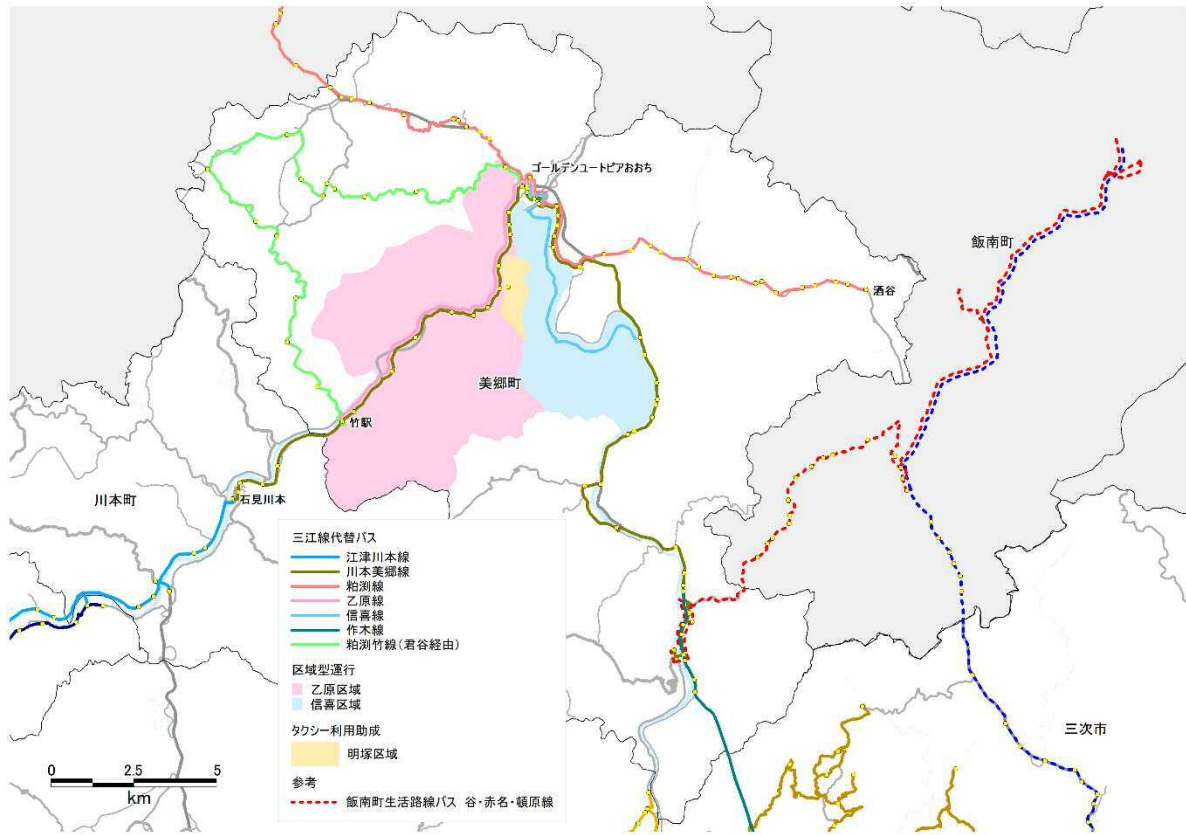 ゴールデンユートピアおおち
飯南町
酒谷
美郷町
竹駅
川本町
石見川本
三次市
三江線代替バス
江津川本線
川本美郷線
粕渕線
乙原線
信喜線
作木線
粕渕竹線(君谷経由)
区域型運行
乙原区域
信喜区域
タクシー利用助成
明塚区域
参考
飯南町生活路線バス 谷・赤名・頓原線
0 2.5 5
km